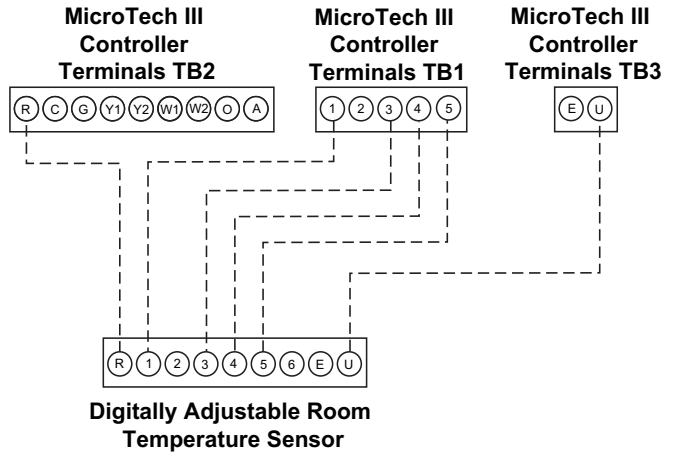 MicroTech III
Controller
Terminals TB2
MicroTech III
Controller
Terminals TB1
MicroTech III
Controller
Terminals TB3
R C G Y1 Y2 W1 W2 O A
1 2 3 4 5
E U
R 1 2 3 4 5 6 E U
Digitally Adjustable Room
Temperature Sensor